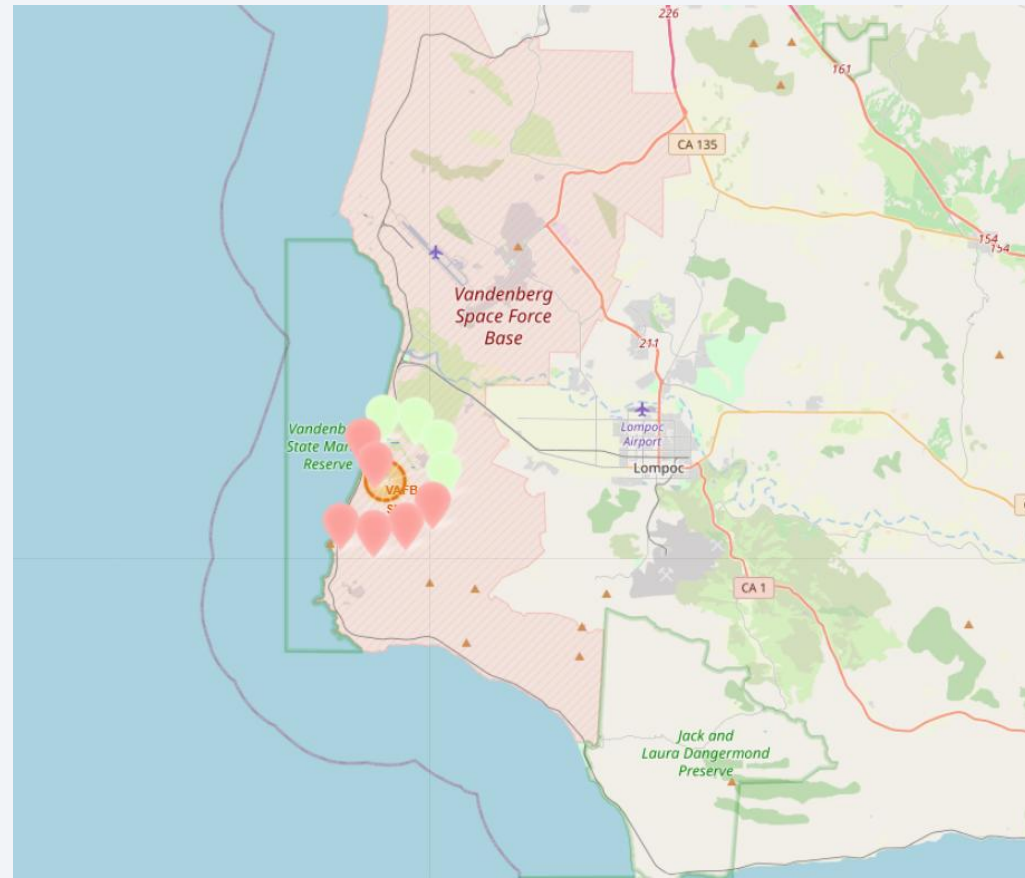 226
161
CA 135
154
154
Vandenberg
Space Force
Base
211
Vandenb
State Mar
Reserve
Lompoc
Airport
Lompoc
VAFB
S
CA 1
Jack and
Laura Dangermond
Preserve